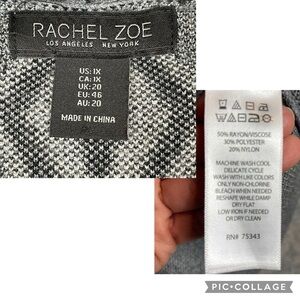 RACHEL ZOE
LOS ANGELES NEW YORK
US: 1X
CA: 1X
UK: 20
EU: 46
AU: 20
MADE IN CHINA
50% RAYON/VISCOSE
30% POLYESTER
20% NYLON
MACHINE WASH COOL
DELICATE CYCLE
WASH WITH LIKE COLORS
ONLY NON-CHLORINE
BLEACH WHEN NEEDED
RESHAPE WHILE DAMP
DRY FLAT
LOW IRON IF NEEDED
OR DRY CLEAN
RN# 75343
PIC•COLLAGE